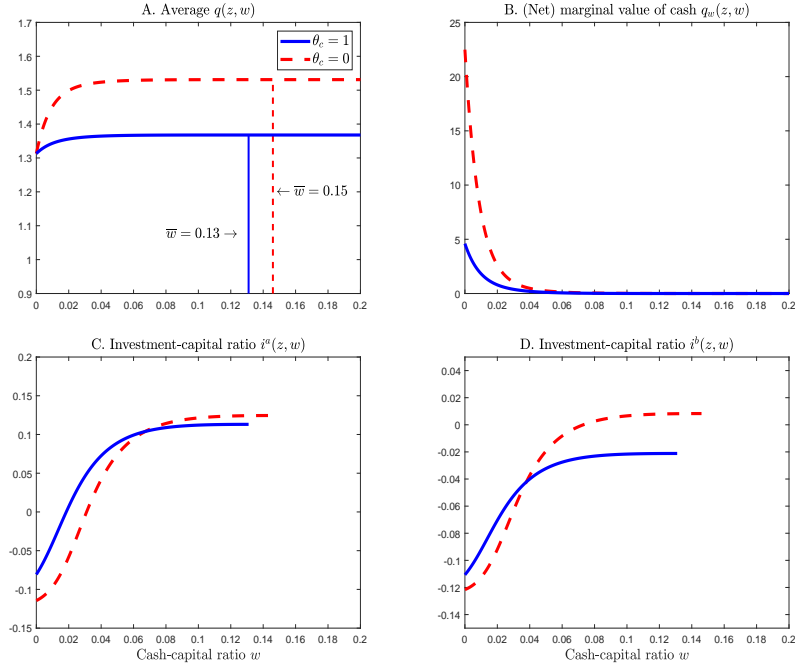 A. Average q(z, w)
1.7
1.6
1.5
1.4
1.3
1.2
1.1
1
0.9
θc = 1
θc = 0
← w̅ = 0.15
w̅ = 0.13 →
0 0.02 0.04 0.06 0.08 0.1 0.12 0.14 0.16 0.18 0.2
B. (Net) marginal value of cash qw(z, w)
25
20
15
10
5
0
0 0.02 0.04 0.06 0.08 0.1 0.12 0.14 0.16 0.18 0.2
C. Investment-capital ratio iᵃ(z, w)
0.2
0.15
0.1
0.05
0
-0.05
-0.1
-0.15
0 0.02 0.04 0.06 0.08 0.1 0.12 0.14 0.16 0.18 0.2
Cash-capital ratio w
D. Investment-capital ratio iᵇ(z, w)
0.04
0.02
0
-0.02
-0.04
-0.06
-0.08
-0.1
-0.12
-0.14
0 0.02 0.04 0.06 0.08 0.1 0.12 0.14 0.16 0.18 0.2
Cash-capital ratio w